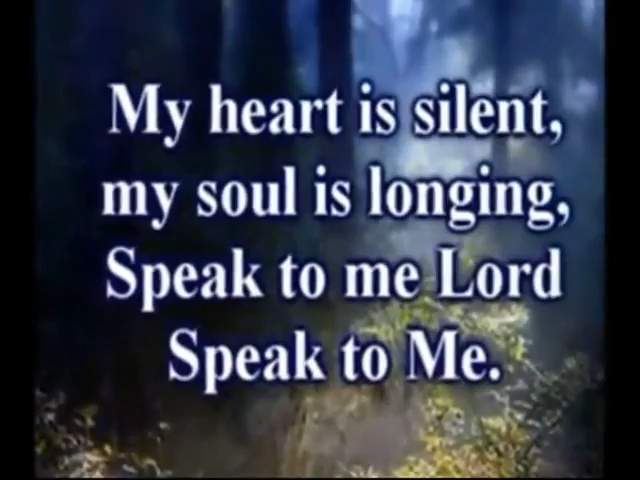 My heart is silent,
my soul is longing,
Speak to me Lord
Speak to Me.